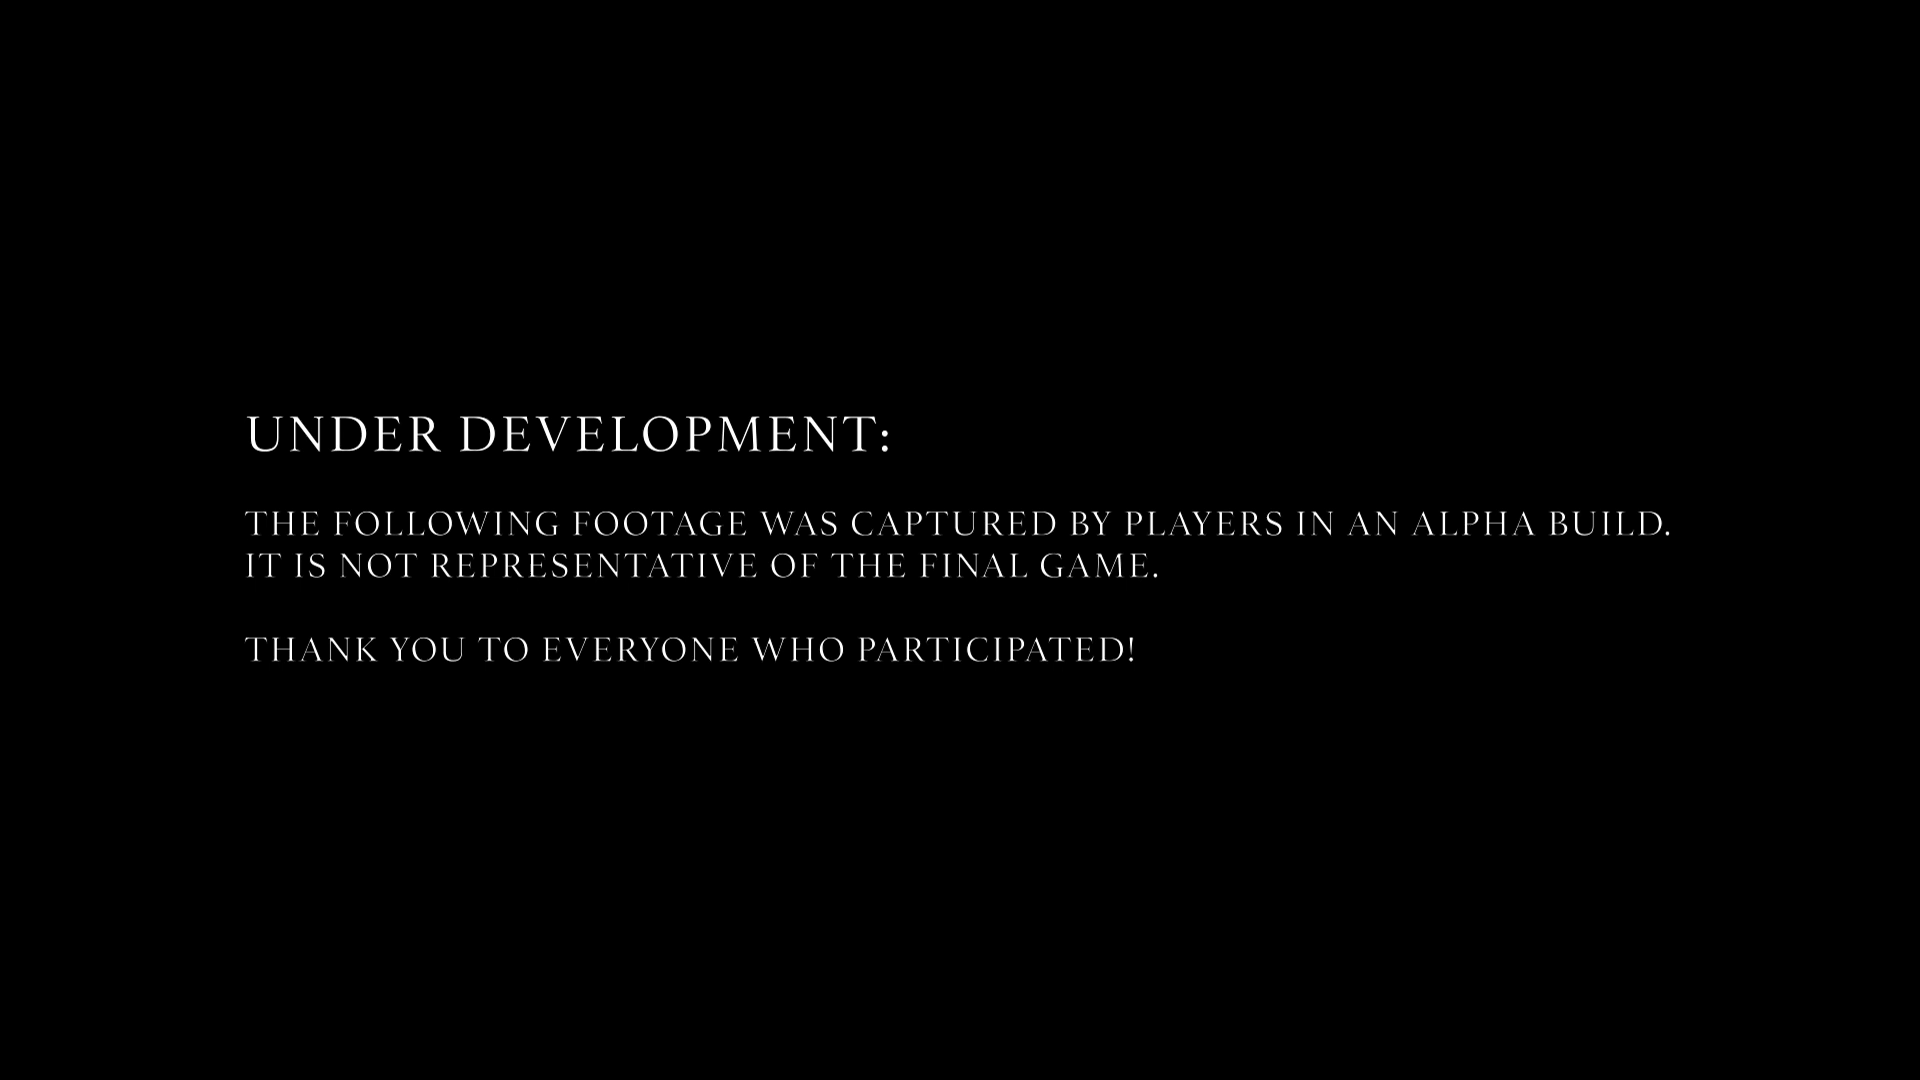 UNDER DEVELOPMENT:
THE FOLLOWING FOOTAGE WAS CAPTURED BY PLAYERS IN AN ALPHA BUILD.
IT IS NOT REPRESENTATIVE OF THE FINAL GAME.
THANK YOU TO EVERYONE WHO PARTICIPATED!